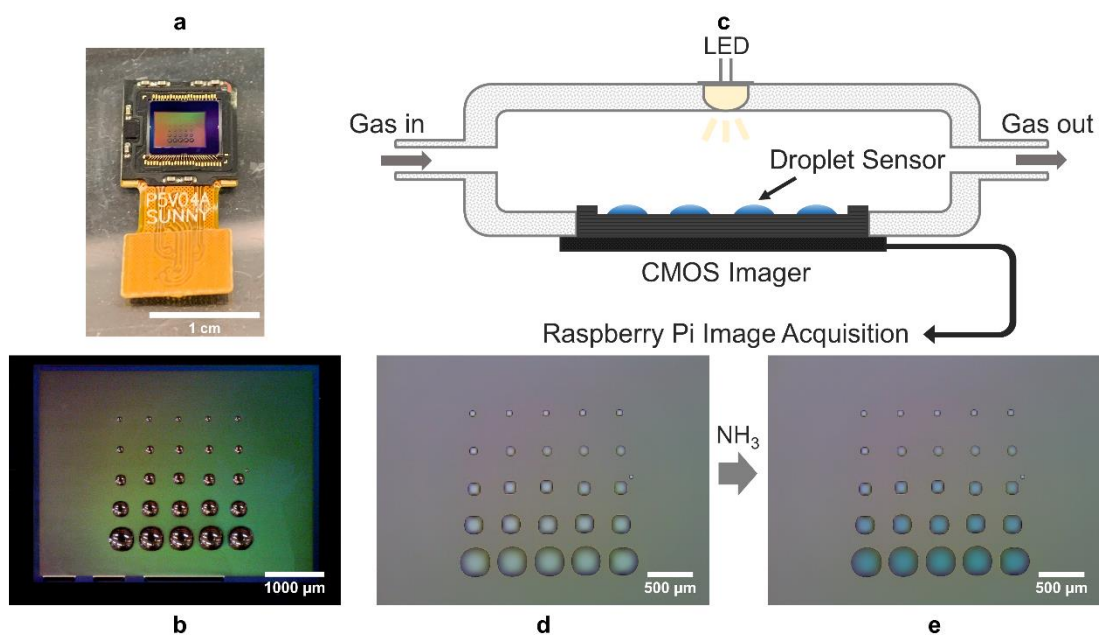 a
c
LED
Gas in
Gas out
Droplet Sensor
P5V04A
SUNNY
CMOS Imager
1 cm
Raspberry Pi Image Acquisition
NH₃
1000 µm
500 µm
500 µm
b
d
e